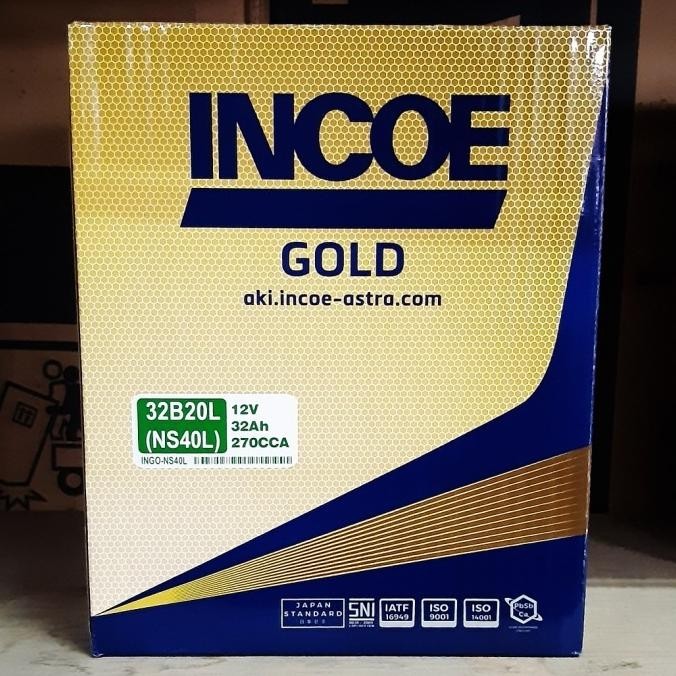 INCOE
GOLD
aki.incoe-astra.com
32B20L
(NS40L)
12V
32Ah
270CCA
INGO-NS40L
JAPAN
STANDARD
SNI
IATF
16949
ISO
9001
ISO
14001
PbSb
Ca